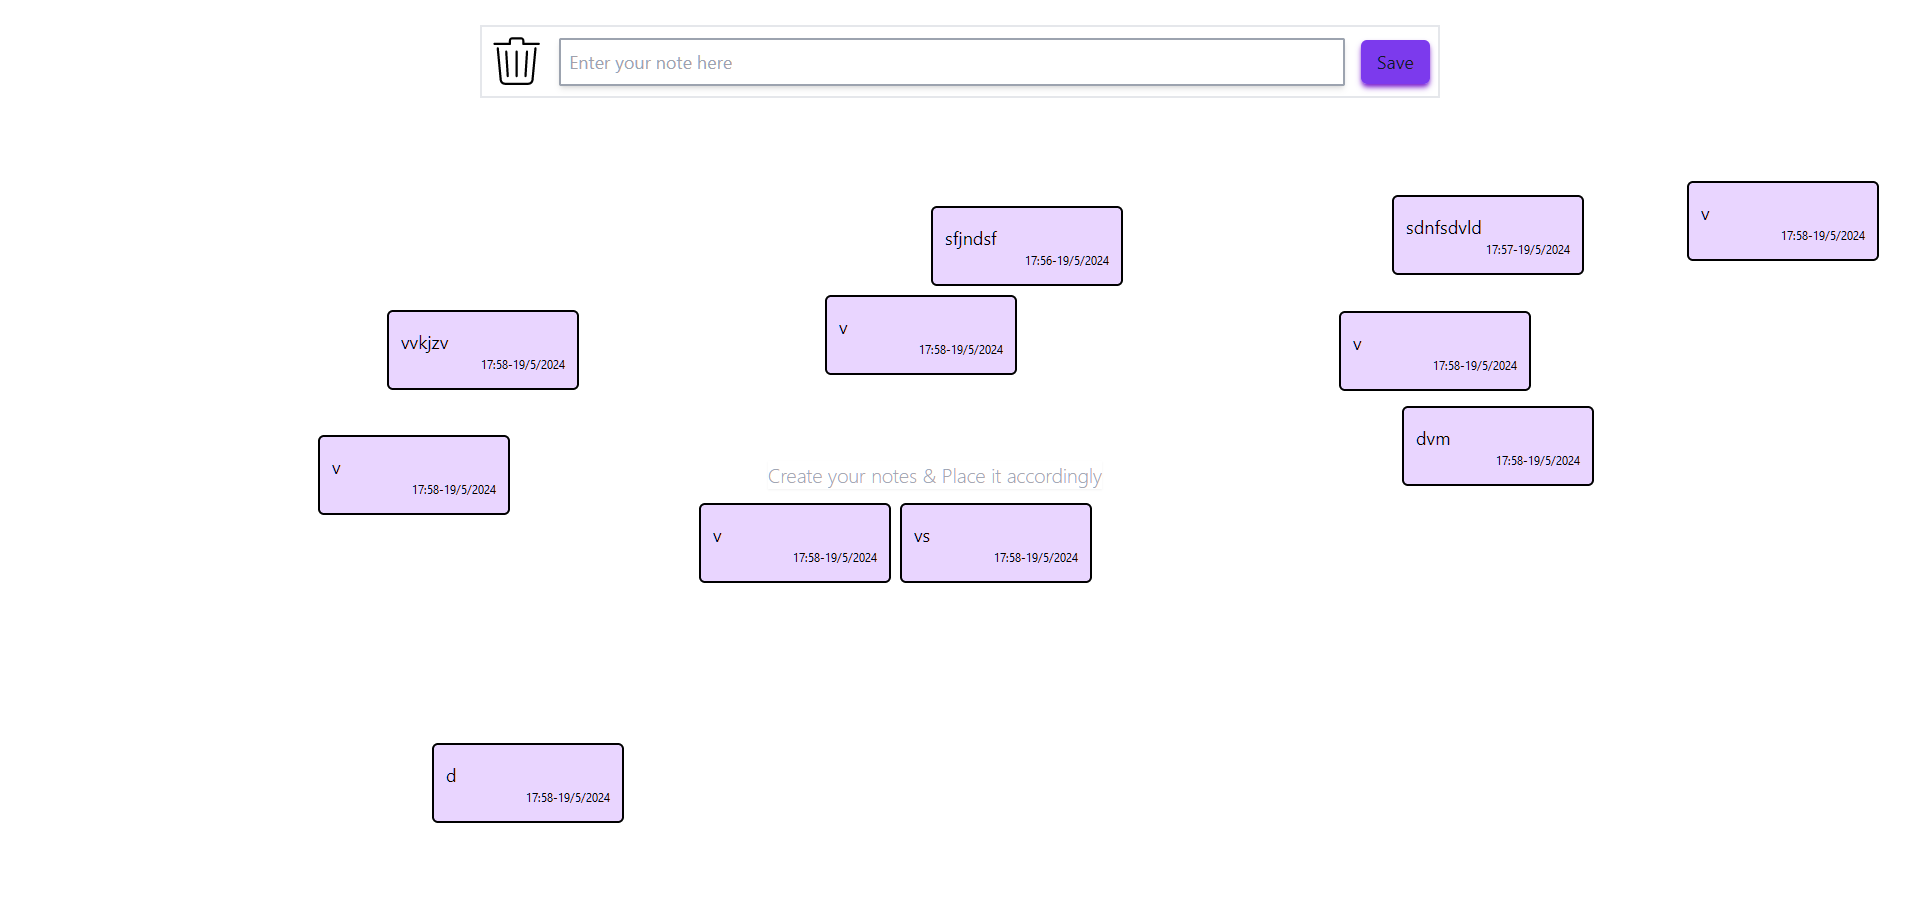 Enter your note here
Save
v
17:58-19/5/2024
sdnfsdvld
17:57-19/5/2024
sfjndsf
17:56-19/5/2024
v
17:58-19/5/2024
vvkjzv
17:58-19/5/2024
v
17:58-19/5/2024
dvm
17:58-19/5/2024
v
17:58-19/5/2024
Create your notes & Place it accordingly
v
17:58-19/5/2024
vs
17:58-19/5/2024
d
17:58-19/5/2024